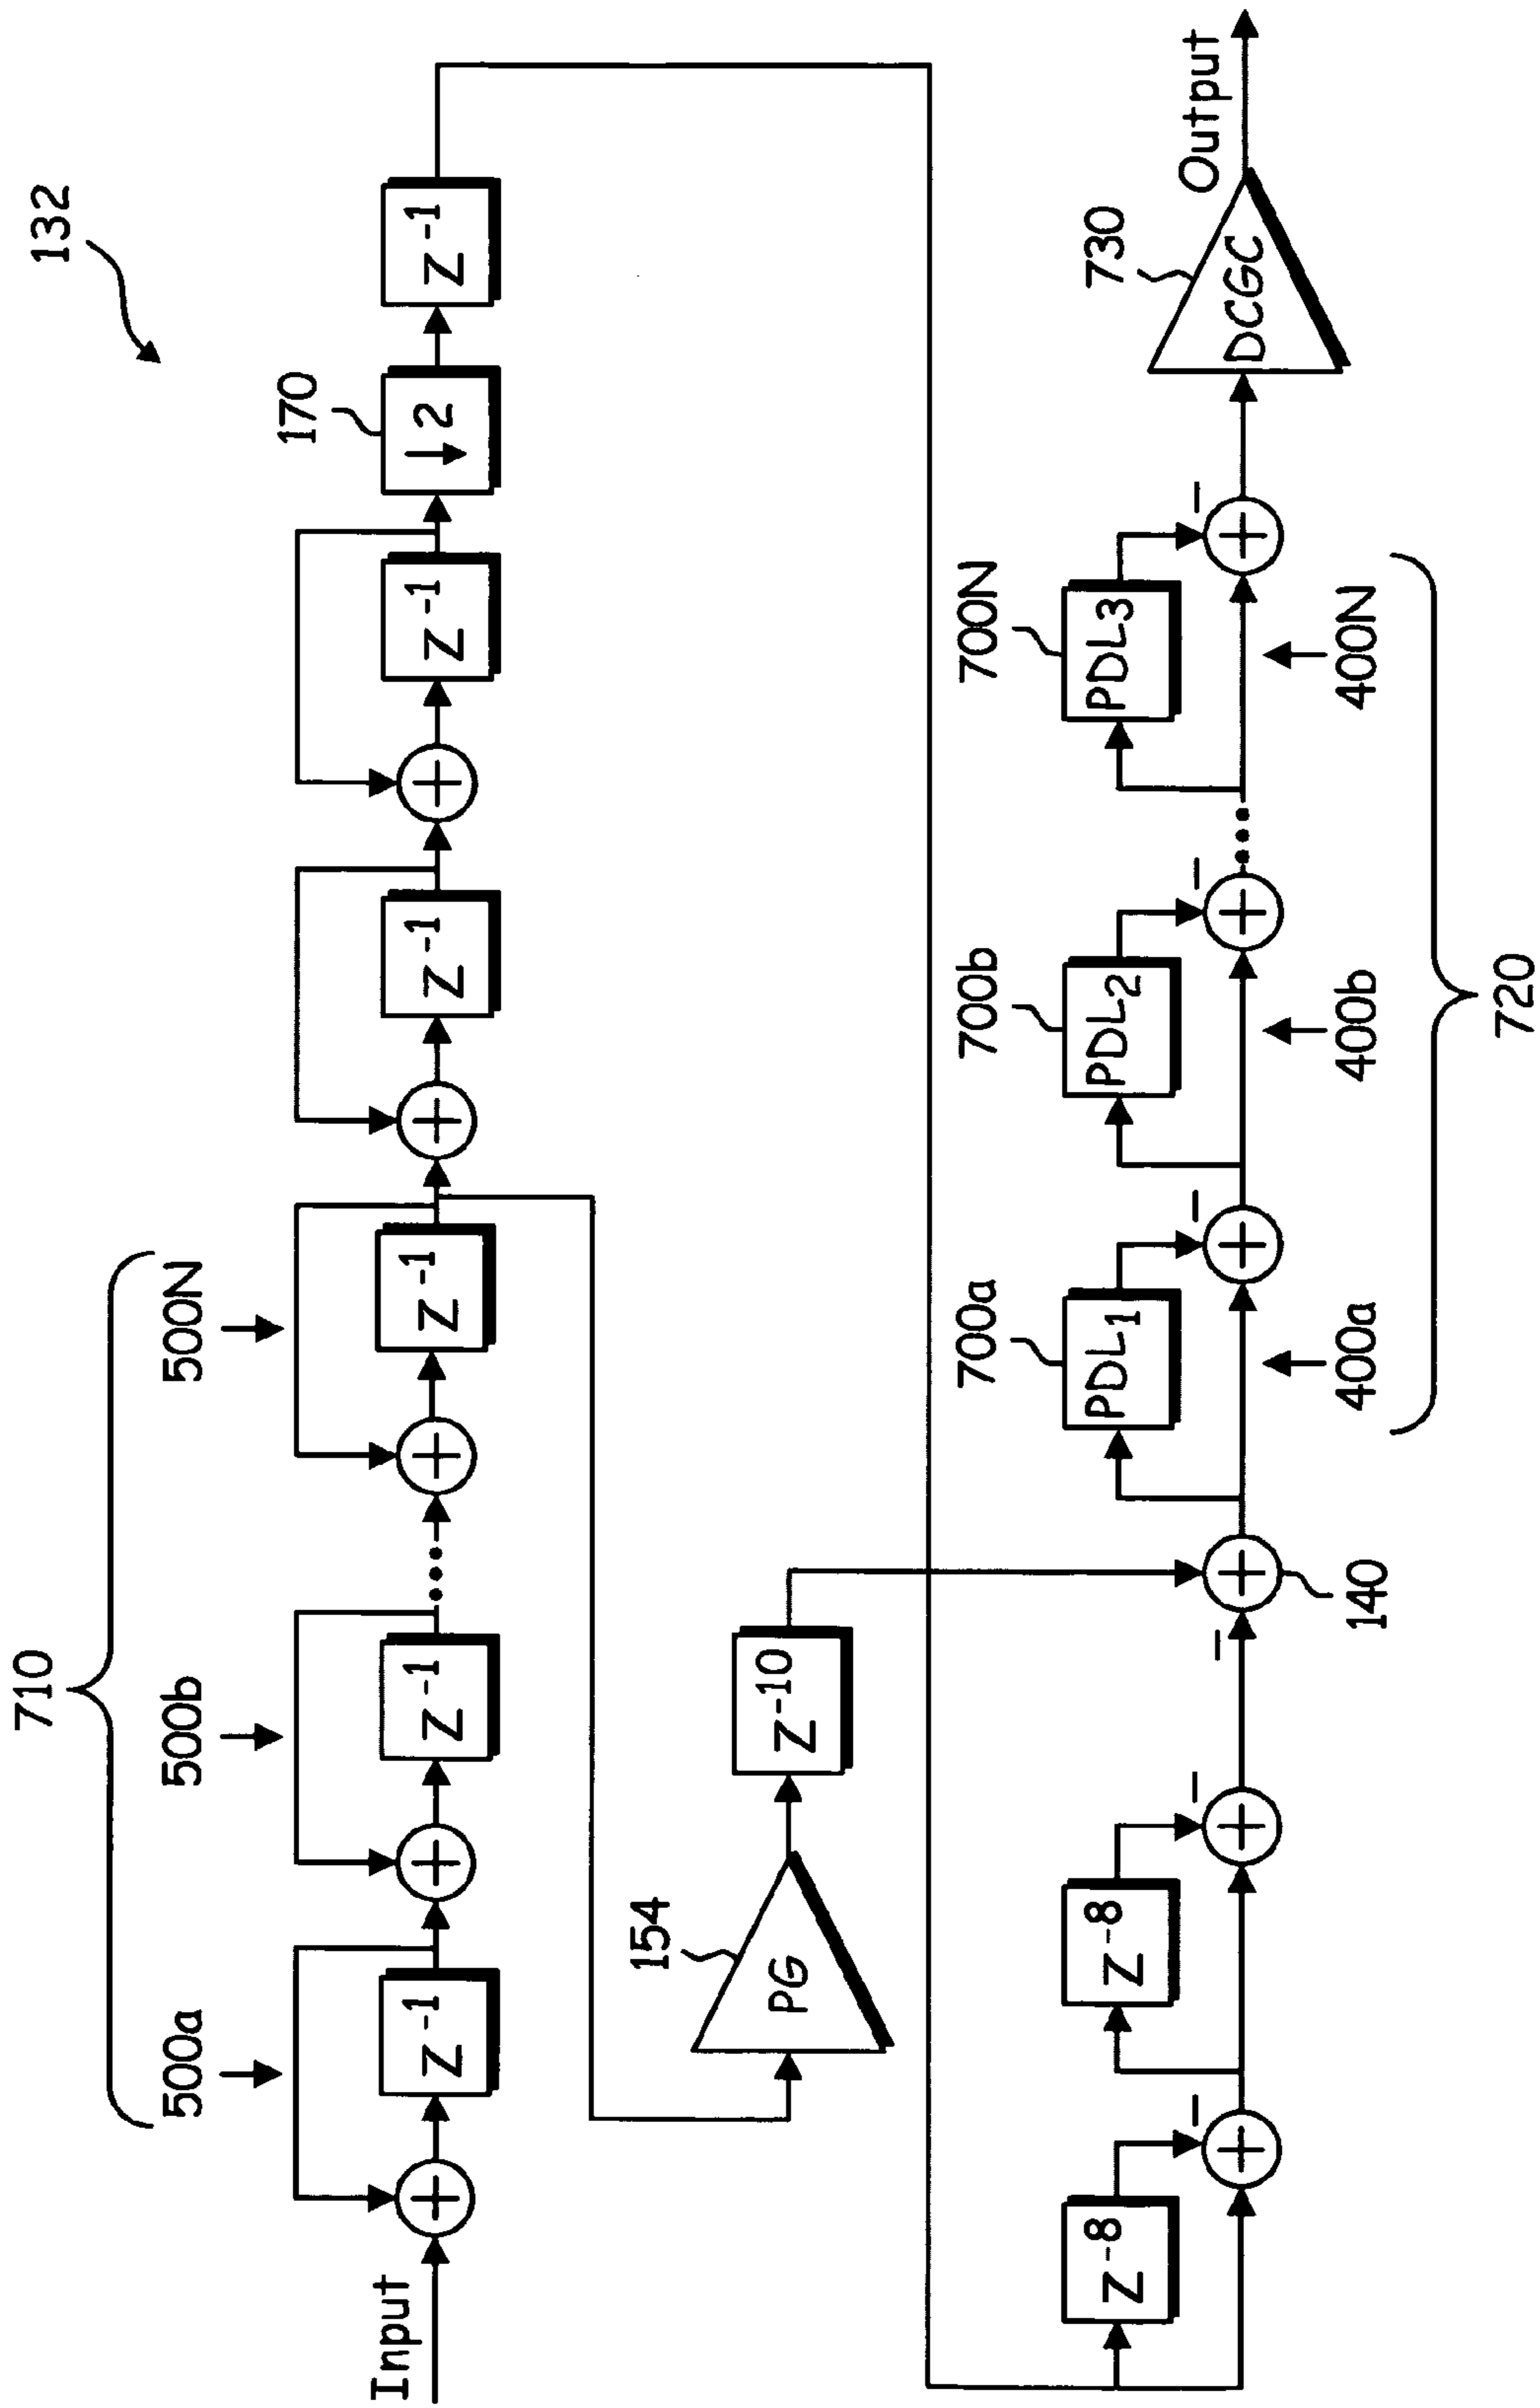 132
710
500a
500b
500N
170
Input
+
Z⁻¹
+
Z⁻¹
+
Z⁻¹
+
Z⁻¹
+
Z⁻¹
↓2
Z⁻¹
154
PG
Z⁻¹⁰
700a
700b
700N
730
Z⁻⁸
Z⁻⁸
PDL₁
PDL₂
PDL₃
DCGC
Output
+
−
+
−
+
−
+
−
+
−
+
−
140
400a
400b
400N
720